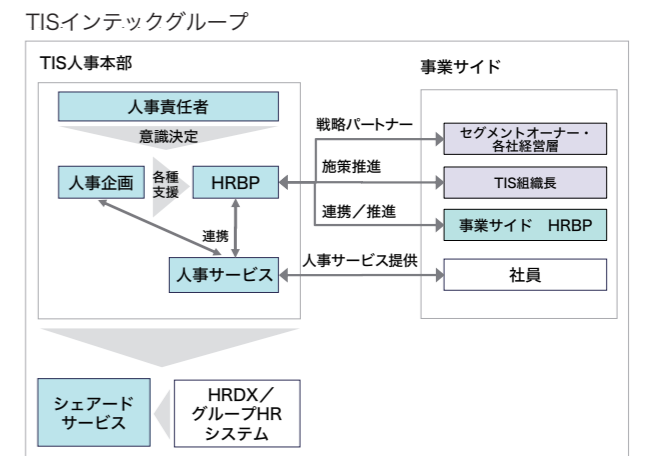 TISインテックグループ
TIS人事本部
事業サイド
人事責任者
意識決定
人事企画
各種
支援
HRBP
連携
人事サービス
戦略パートナー
施策推進
連携／推進
人事サービス提供
セグメントオーナー・
各社経営層
TIS組織長
事業サイド HRBP
社員
シェアード
サービス
HRDX／
グループHR
システム